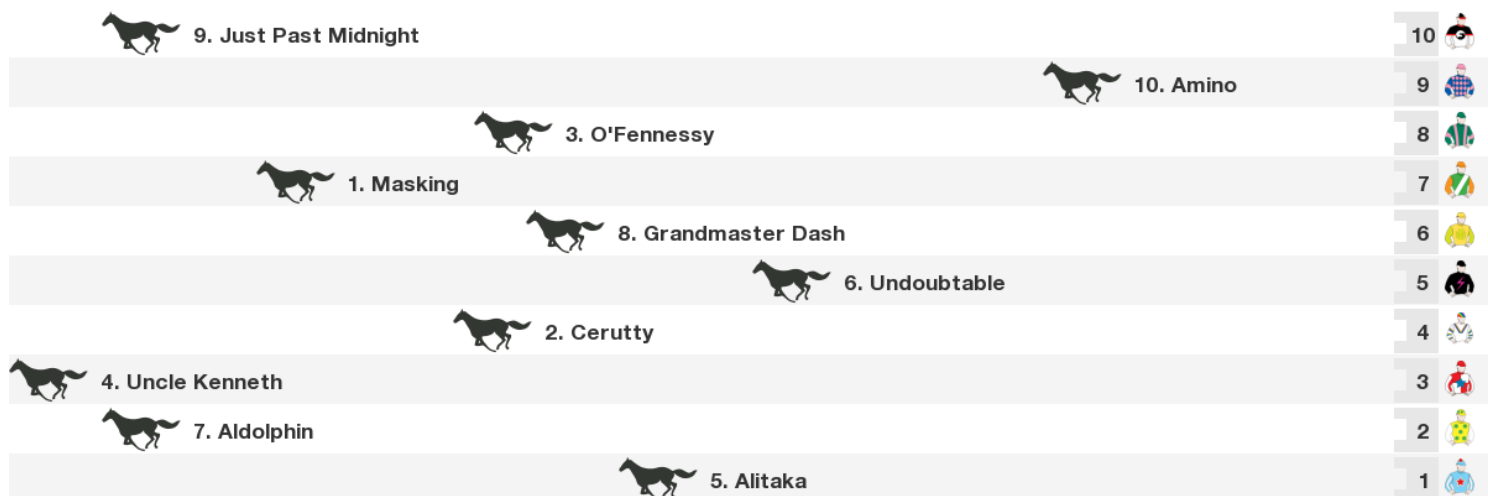 9. Just Past Midnight 10
10. Amino 9
3. O'Fennessy 8
1. Masking 7
8. Grandmaster Dash 6
6. Undoubtable 5
2. Cerutty 4
4. Uncle Kenneth 3
7. Aldolphin 2
5. Alitaka 1